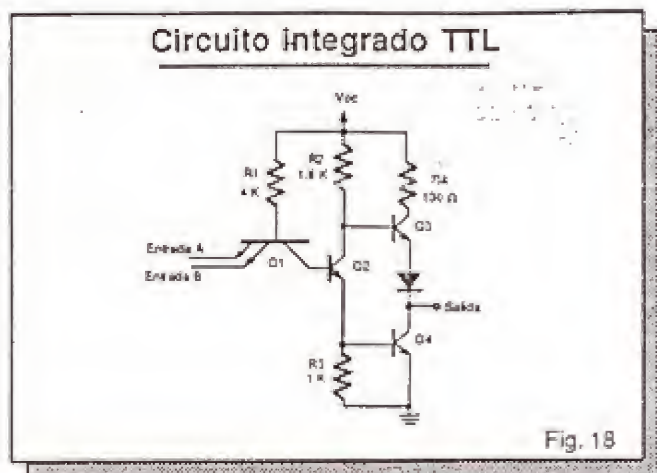 Circuito integrado TTL
Vcc
R1
4 K
R2
1.6 K
R4
130 Ω
Q3
Entrada A
Entrada B
Q1
Q2
Salida
Q4
R3
1 K
Fig. 18